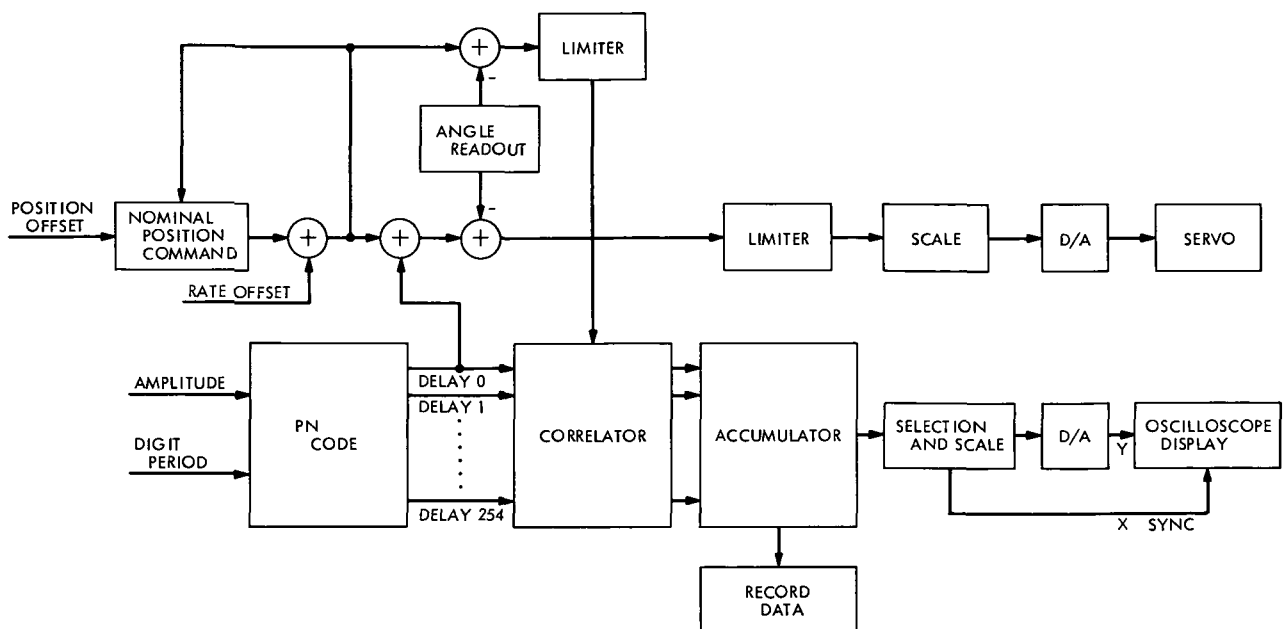 LIMITER
+
-
ANGLE
READOUT
POSITION
OFFSET
NOMINAL
POSITION
COMMAND
+
+
-
+
LIMITER
SCALE
D/A
SERVO
RATE OFFSET
AMPLITUDE
DIGIT
PERIOD
PN
CODE
DELAY 0
DELAY 1
DELAY 254
CORRELATOR
ACCUMULATOR
SELECTION
AND SCALE
D/A
Y
OSCILLOSCOPE
DISPLAY
X SYNC
RECORD
DATA